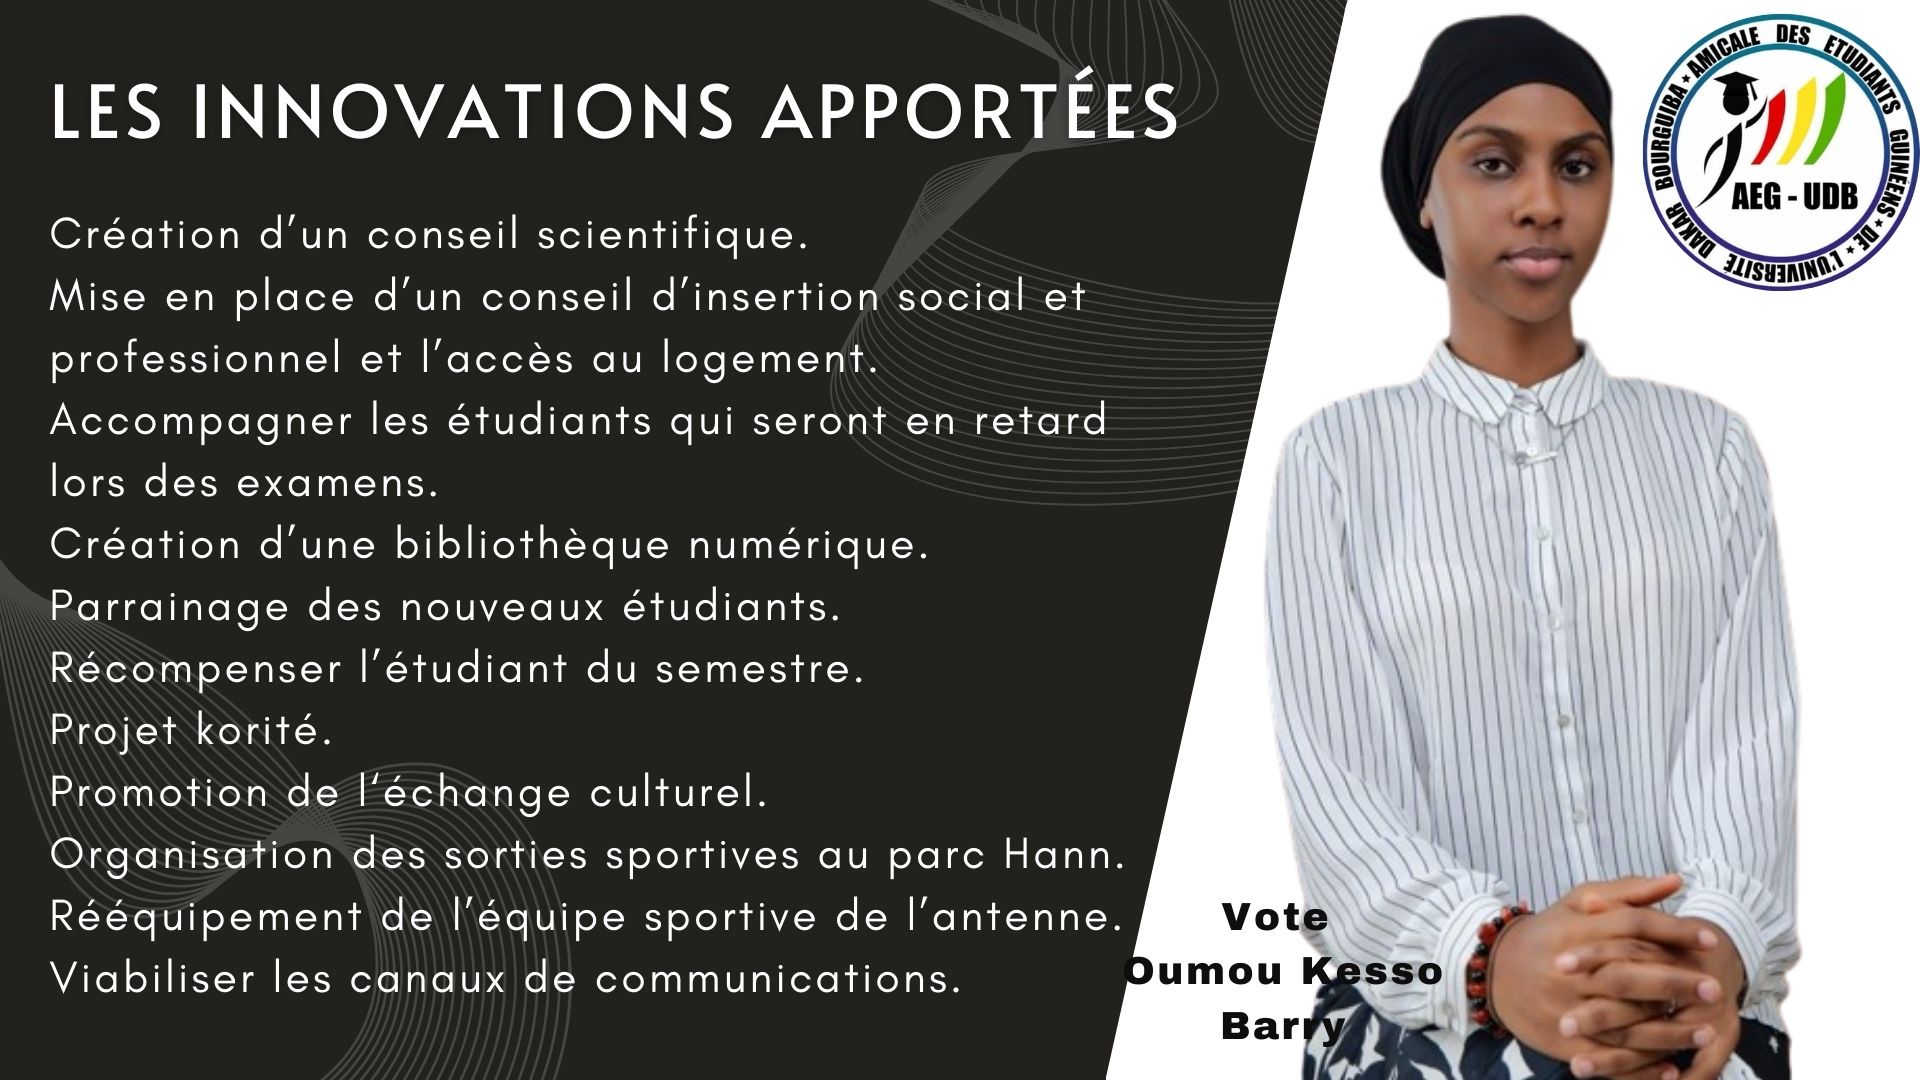 LES INNOVATIONS APPORTÉES
Création d’un conseil scientifique.
Mise en place d’un conseil d’insertion social et
professionnel et l’accès au logement.
Accompagner les étudiants qui seront en retard
lors des examens.
Création d’une bibliothèque numérique.
Parrainage des nouveaux étudiants.
Récompenser l’étudiant du semestre.
Projet korité.
Promotion de l‘échange culturel.
Organisation des sorties sportives au parc Hann.
Rééquipement de l’équipe sportive de l’antenne.
Viabiliser les canaux de communications.
AMICALE DES ETUDIANTS GUINÉENS DE L'UNIVERSITE DAKAR BOURGUIBA
AEG - UDB
Vote
Oumou Kesso
Barry